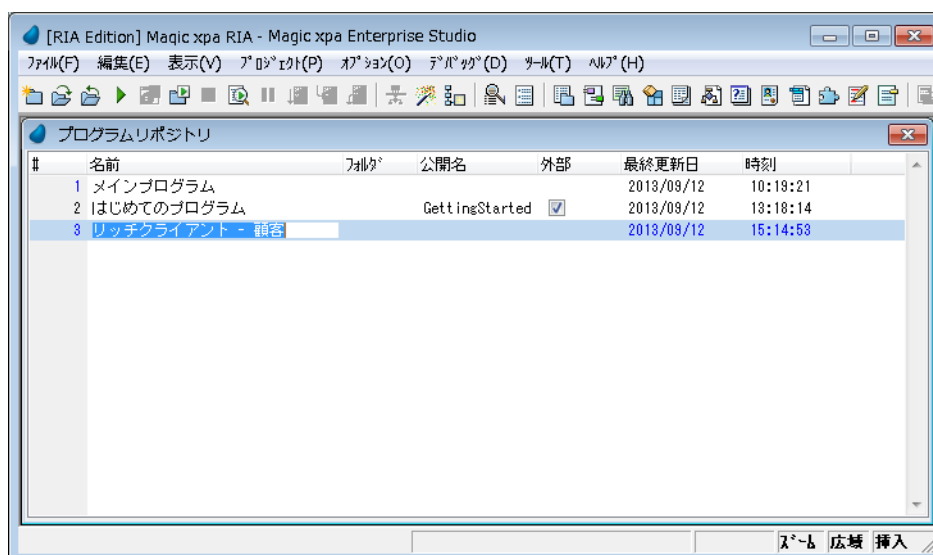 [RIA Edition] Magic xpa RIA - Magic xpa Enterprise Studio
ﾌｧｲﾙ(F) 編集(E) 表示(V) ﾌﾟﾛｼﾞｪｸﾄ(P) ｵﾌﾟｼｮﾝ(O) ﾃﾞﾊﾞｯｸﾞ(D) ﾂｰﾙ(T) ﾍﾙﾌﾟ(H)
プログラムリポジトリ
# 名前 ﾌｫﾙﾀﾞ 公開名 外部 最終更新日 時刻
1 メインプログラム 2013/09/12 10:19:21
2 はじめてのプログラム GettingStarted 2013/09/12 13:18:14
3 リッチクライアント - 顧客 2013/09/12 15:14:53
ｽﾞｰﾑ 広域 挿入